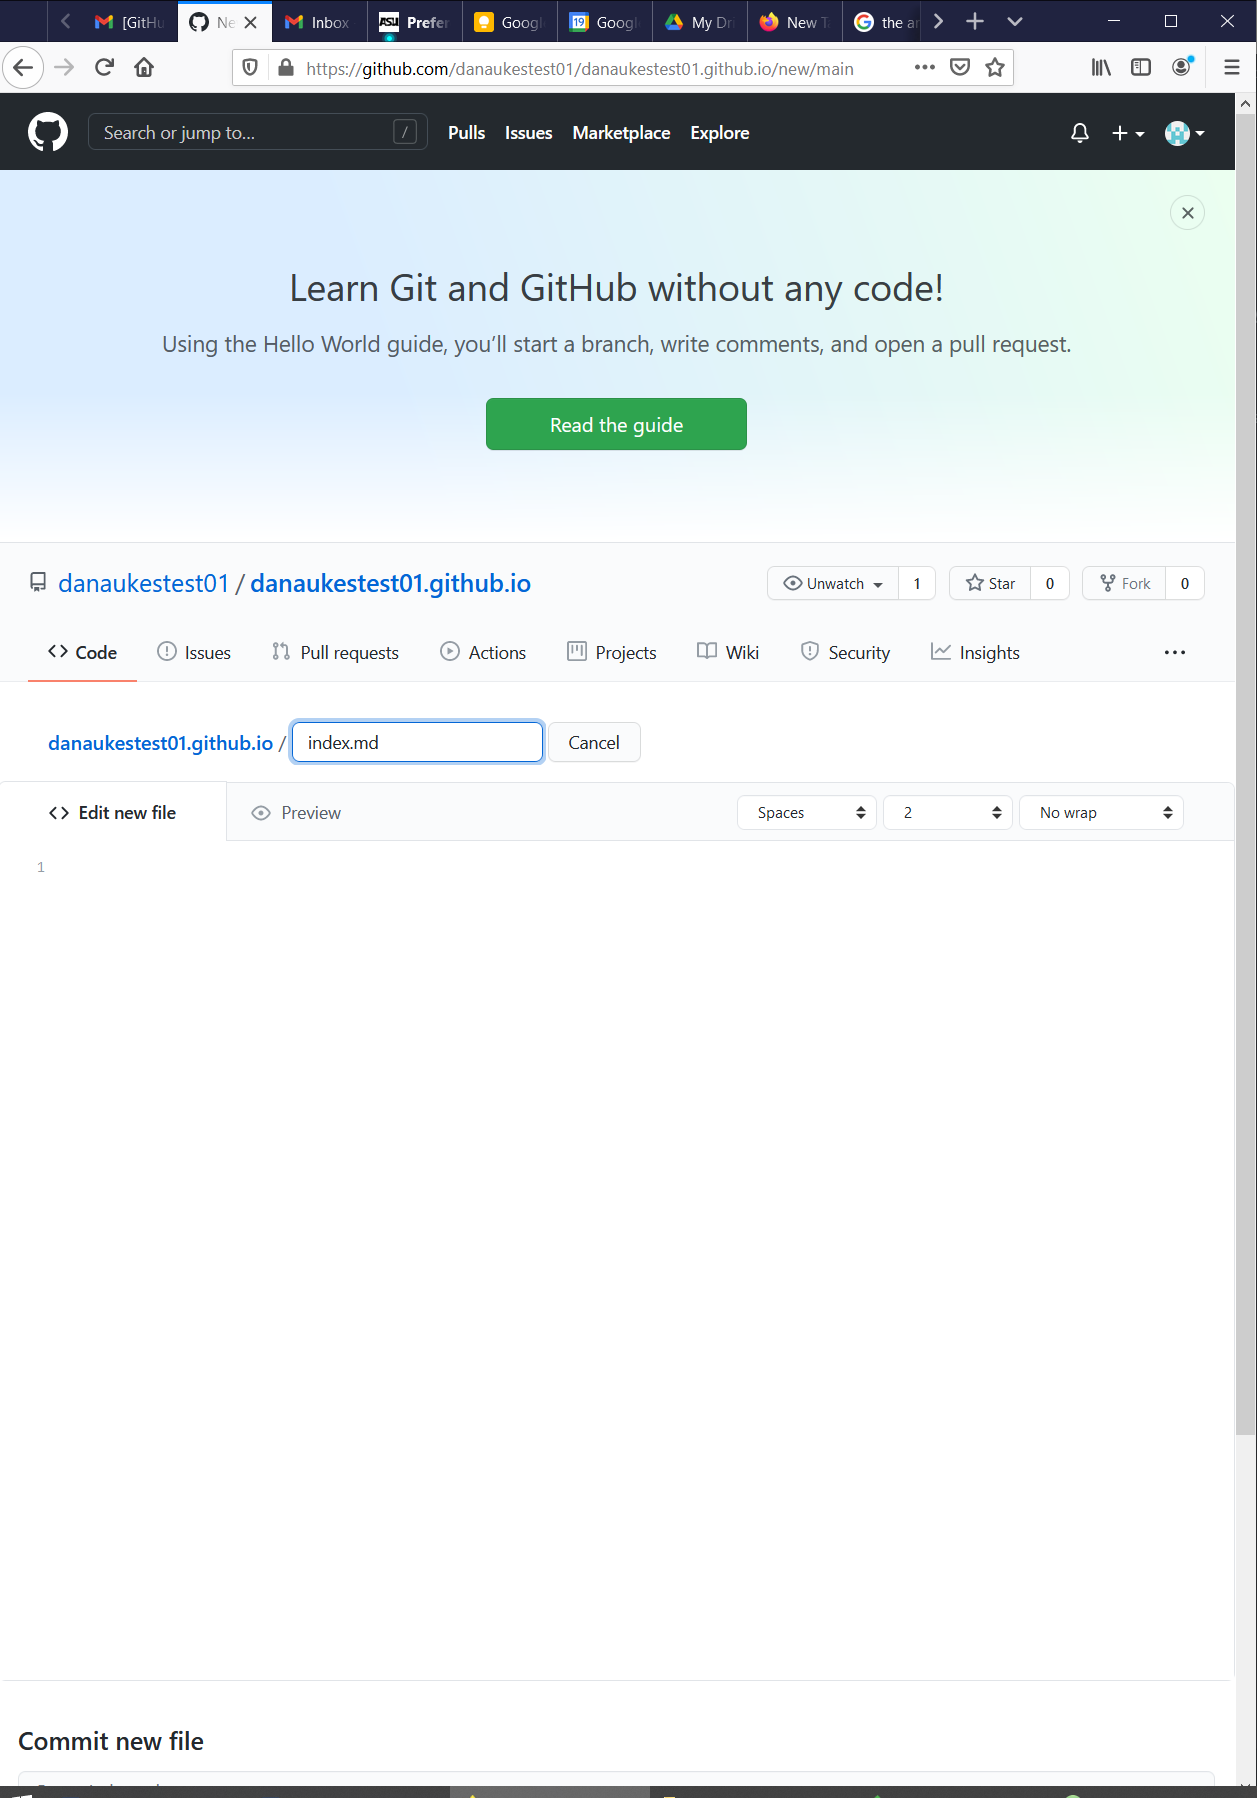 [GitHu
Ne
Inbox
ASU Prefer
Googl
19 Googl
My Dri
New Ta
the ar
https://github.com/danaukestest01/danaukestest01.github.io/new/main
Search or jump to...
/
Pulls Issues Marketplace Explore
Learn Git and GitHub without any code!
Using the Hello World guide, you’ll start a branch, write comments, and open a pull request.
Read the guide
danaukestest01 / danaukestest01.github.io
Unwatch 1 Star 0 Fork 0
Code Issues Pull requests Actions Projects Wiki Security Insights
danaukestest01.github.io / index.md Cancel
Edit new file Preview Spaces 2 No wrap
1
Commit new file